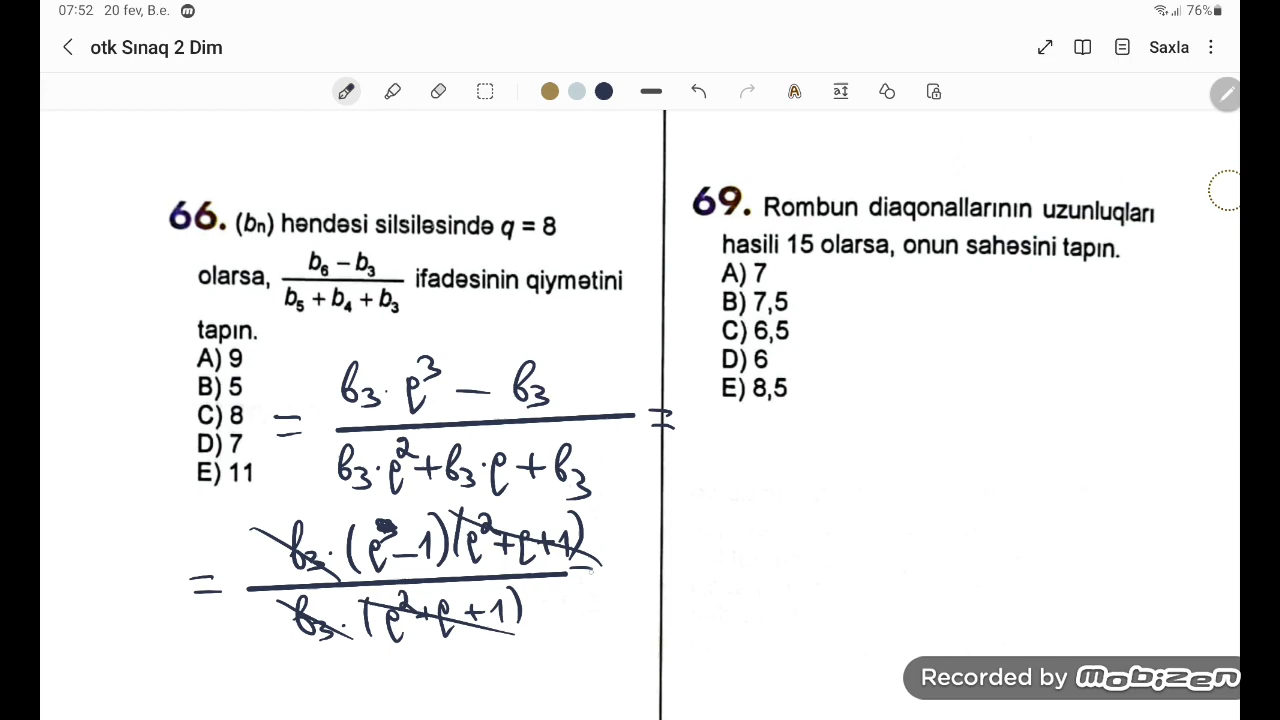 07:52 20 fev, B.e. m 76%
otk Sınaq 2 Dim Saxla
66. (bn) həndəsi silsiləsində q = 8
olarsa, b6 – b3 / b5 + b4 + b3 ifadəsinin qiymətini
tapın.
A) 9
B) 5
C) 8
D) 7
E) 11
= b3 · q³ – b3 / b3 · q² + b3 · q + b3 =
= b3 · (q – 1)(q² + q + 1) / b3 · (q² + q + 1) =
69. Rombun diaqonallarının uzunluqları
hasili 15 olarsa, onun sahəsini tapın.
A) 7
B) 7,5
C) 6,5
D) 6
E) 8,5
Recorded by mobizen